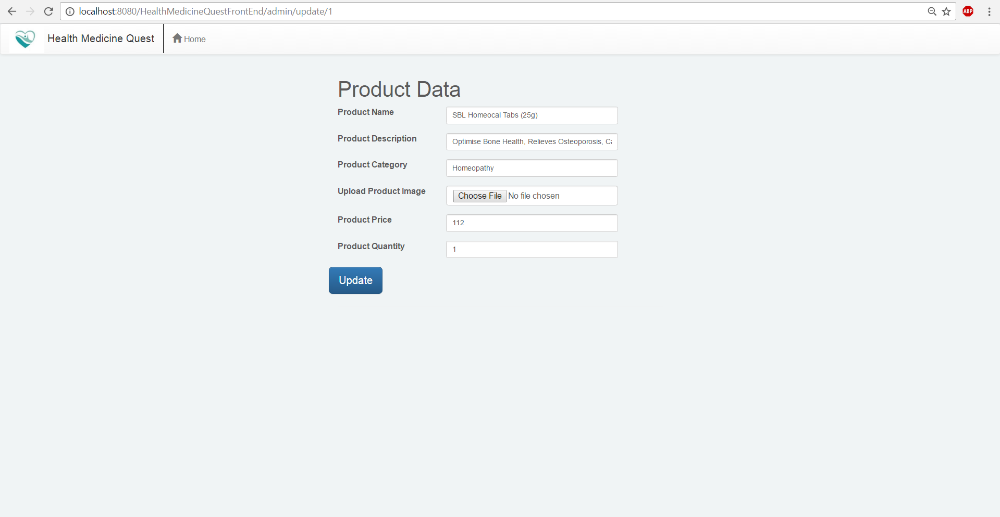 localhost:8080/HealthMedicineQuestFrontEnd/admin/update/1
ABP
Health Medicine Quest
Home
Product Data
Product Name
SBL Homeocal Tabs (25g)
Product Description
Optimise Bone Health, Relieves Osteoporosis,
Product Category
Homeopathy
Upload Product Image
Choose File No file chosen
Product Price
112
Product Quantity
1
Update